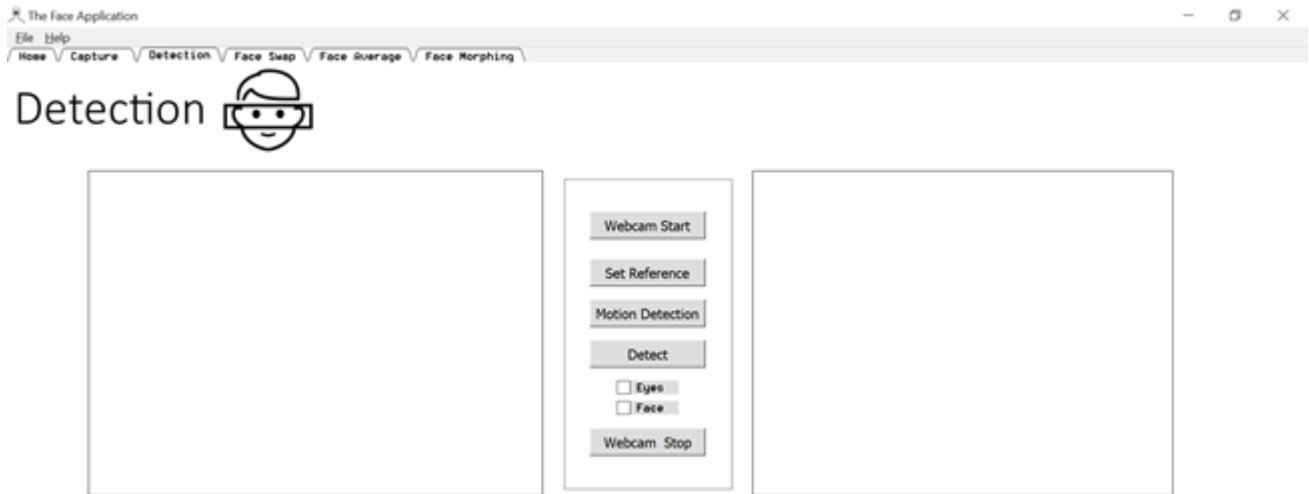 The Face Application
File Help
Home Capture Detection Face Swap Face Average Face Morphing
Detection
Webcam Start
Set Reference
Motion Detection
Detect
Eyes
Face
Webcam Stop